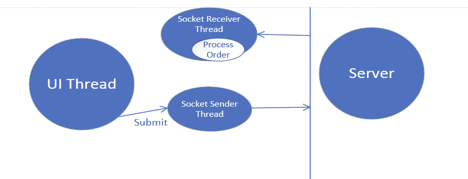 Socket Receiver
Thread
Process
Order
UI Thread
Server
Socket Sender
Thread
Submit